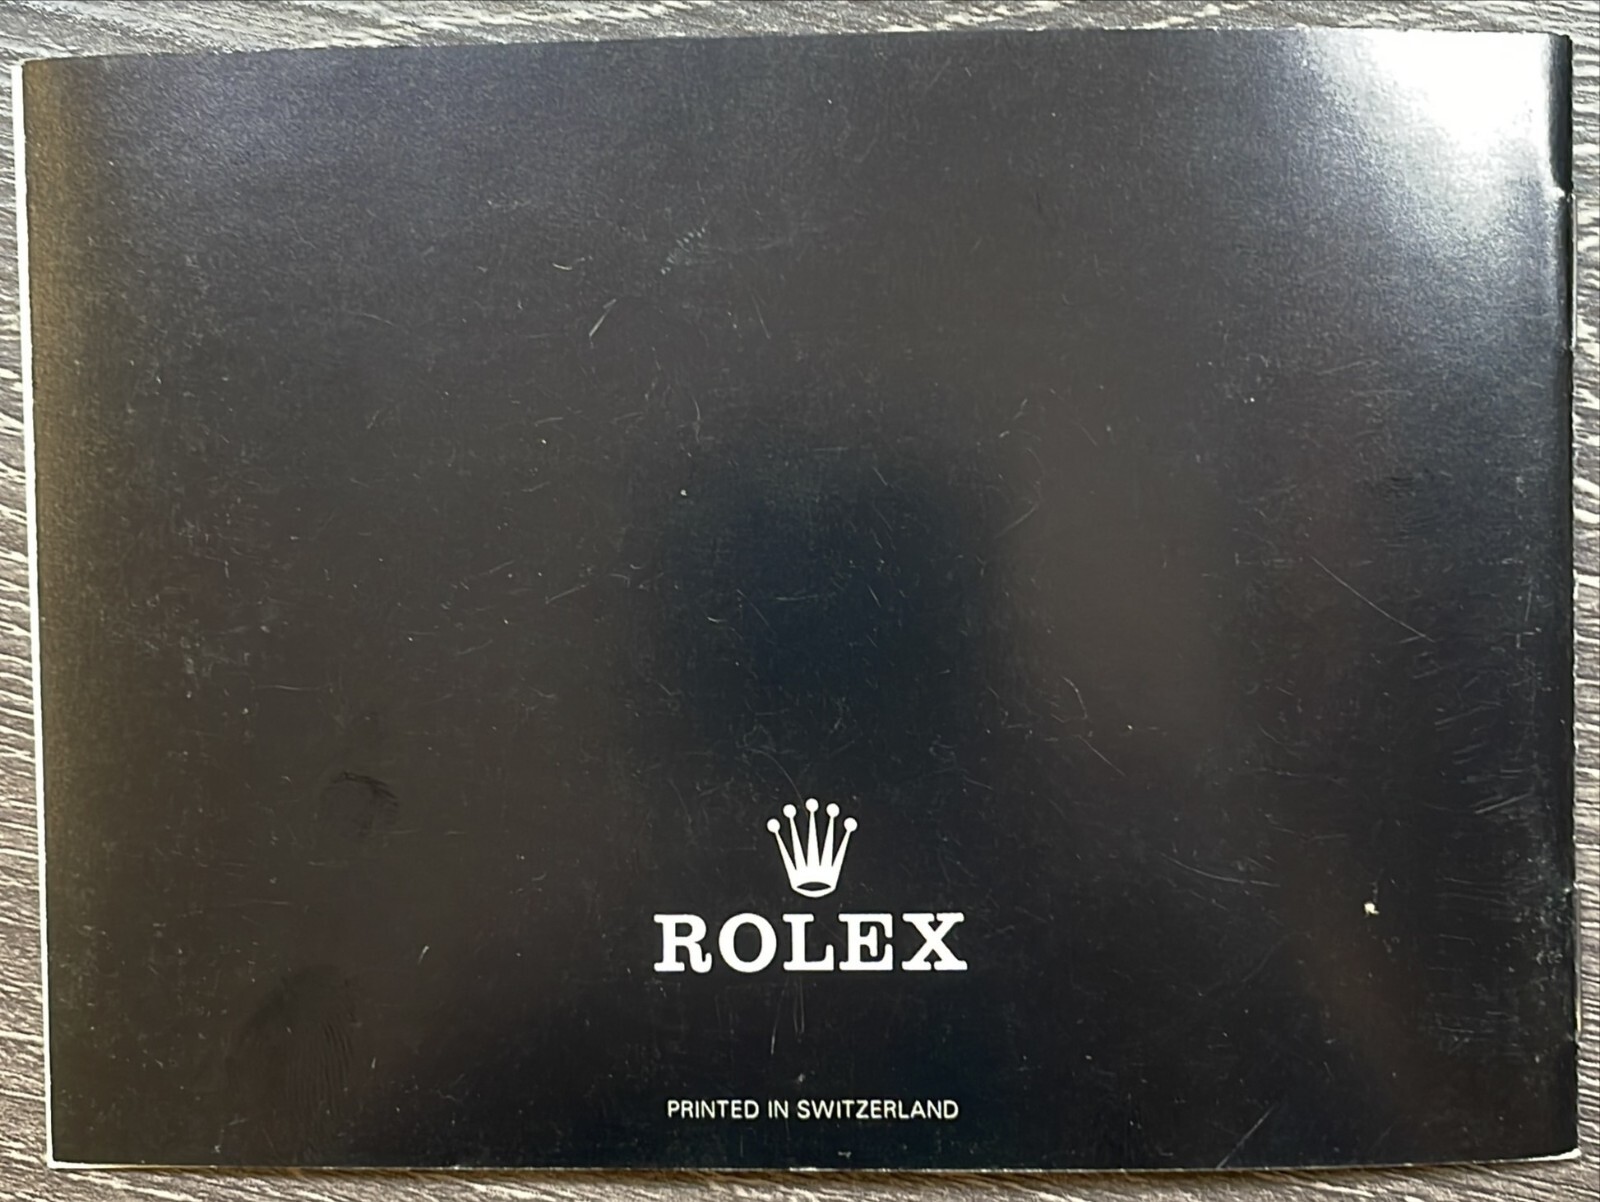 ROLEX
PRINTED IN SWITZERLAND